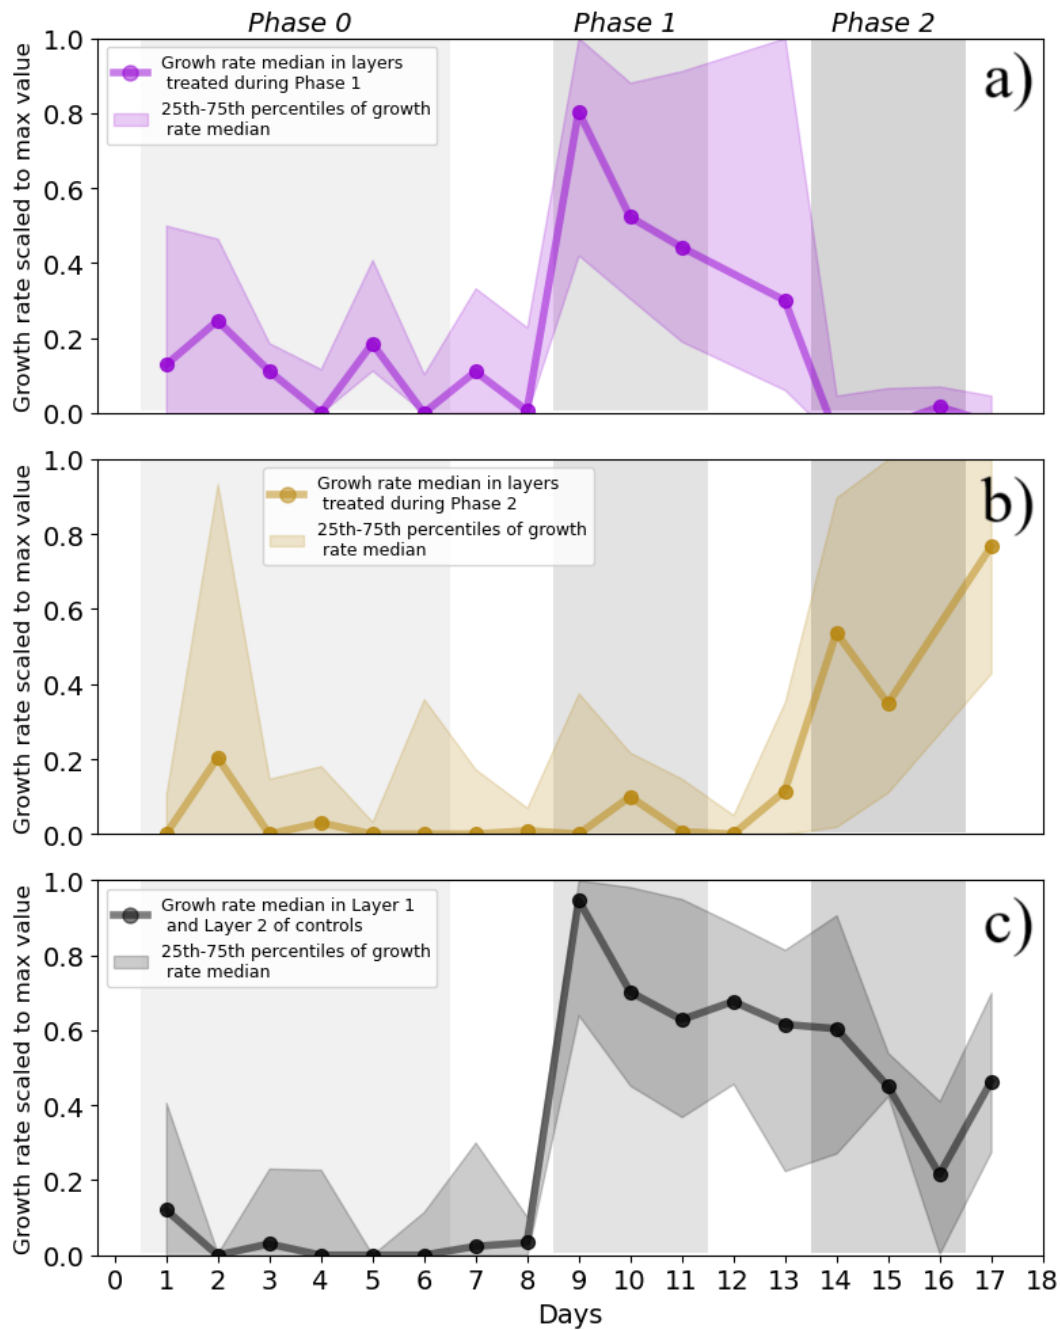 Phase 0 Phase 1 Phase 2
a)
Growth rate scaled to max value
1.0
0.8
0.6
0.4
0.2
0.0
Growth rate median in layers
treated during Phase 1
25th-75th percentiles of growth
rate median
b)
Growth rate scaled to max value
1.0
0.8
0.6
0.4
0.2
0.0
Growh rate median in layers
treated during Phase 2
25th-75th percentiles of growth
rate median
c)
Growth rate scaled to max value
1.0
0.8
0.6
0.4
0.2
0.0
Growth rate median in Layer 1
and Layer 2 of controls
25th-75th percentiles of growth
rate median
0 1 2 3 4 5 6 7 8 9 10 11 12 13 14 15 16 17 18
Days